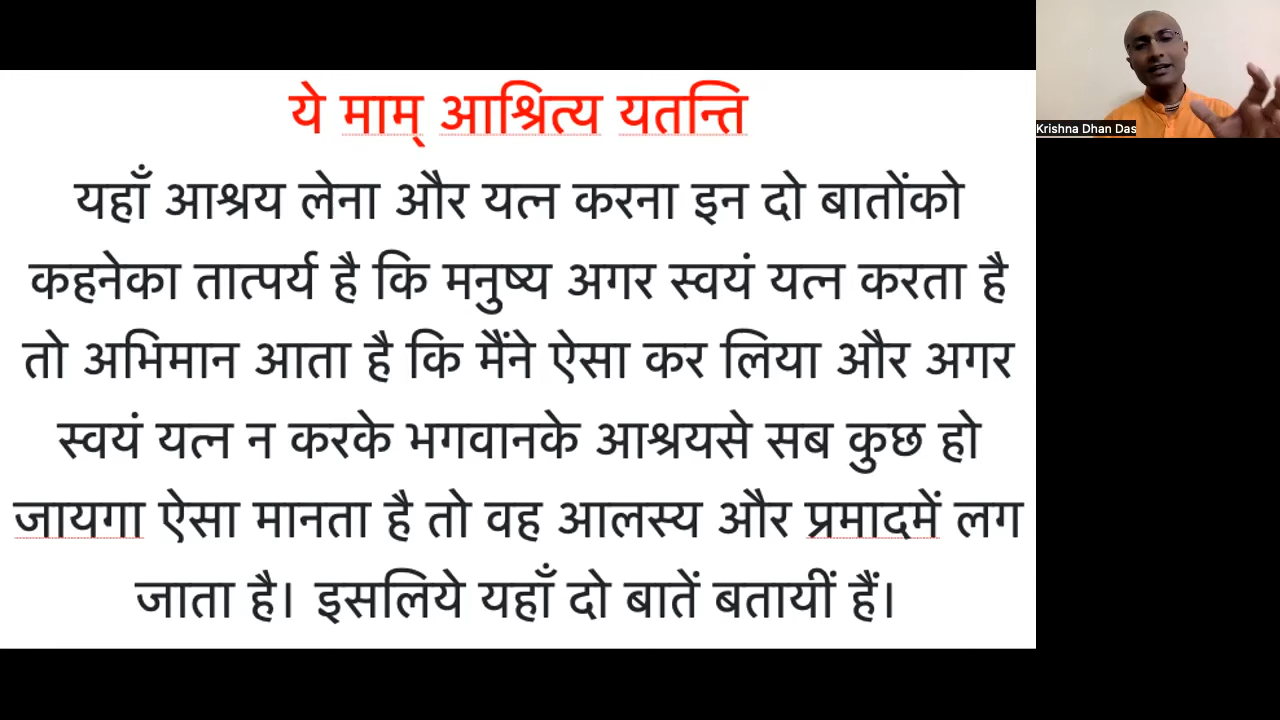 ये माम् आश्रित्य यतन्ति
यहाँ आश्रय लेना और यत्न करना इन दो बातोंको
कहनेका तात्पर्य है कि मनुष्य अगर स्वयं यत्न करता है
तो अभिमान आता है कि मैंने ऐसा कर लिया और अगर
स्वयं यत्न न करके भगवानके आश्रयसे सब कुछ हो
जायगा ऐसा मानता है तो वह आलस्य और प्रमादमें लग
जाता है। इसलिये यहाँ दो बातें बतायीं हैं।
Krishna Dhan Das